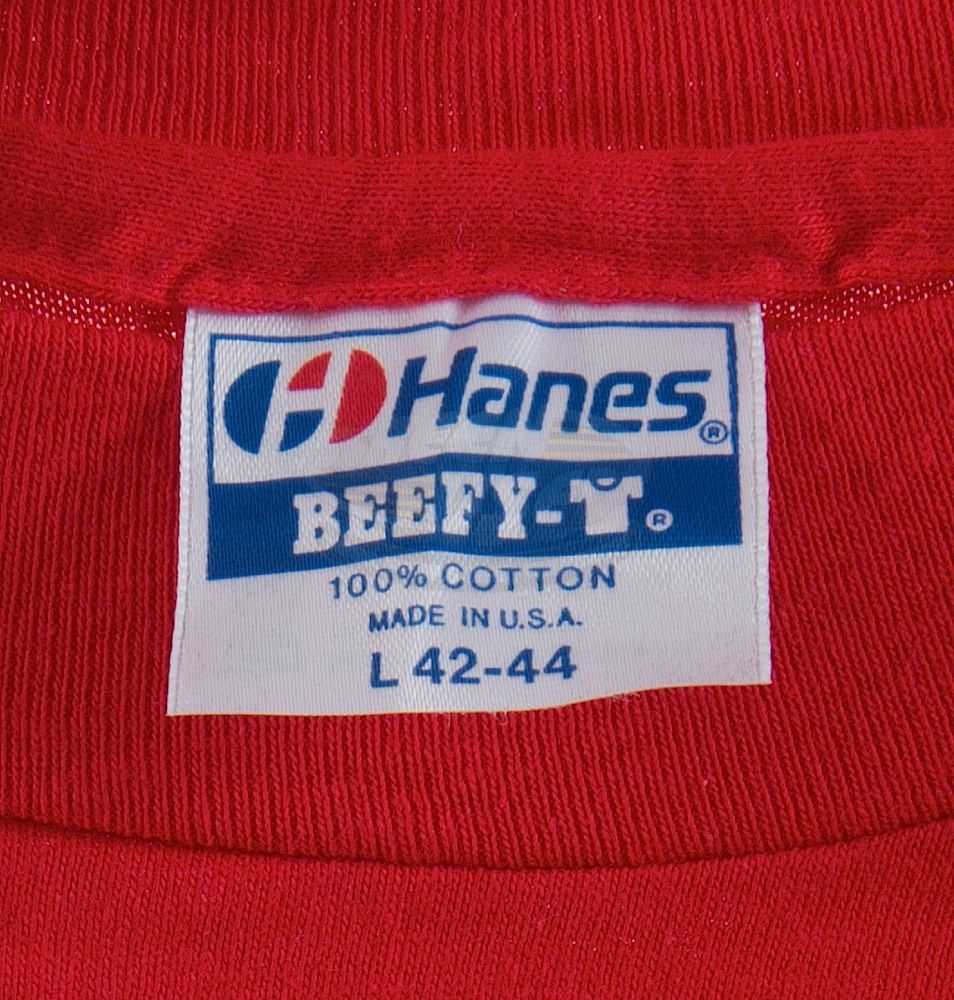 Hanes®
BEEFY-T®
100% COTTON
MADE IN U.S.A.
L 42-44